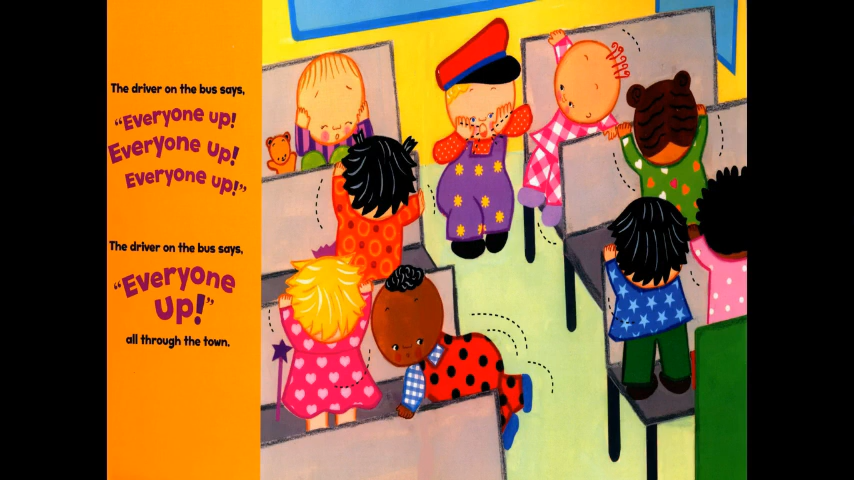 The driver on the bus says,
“Everyone up!
Everyone up!
Everyone up!”
The driver on the bus says,
“Everyone
up!”
all through the town.